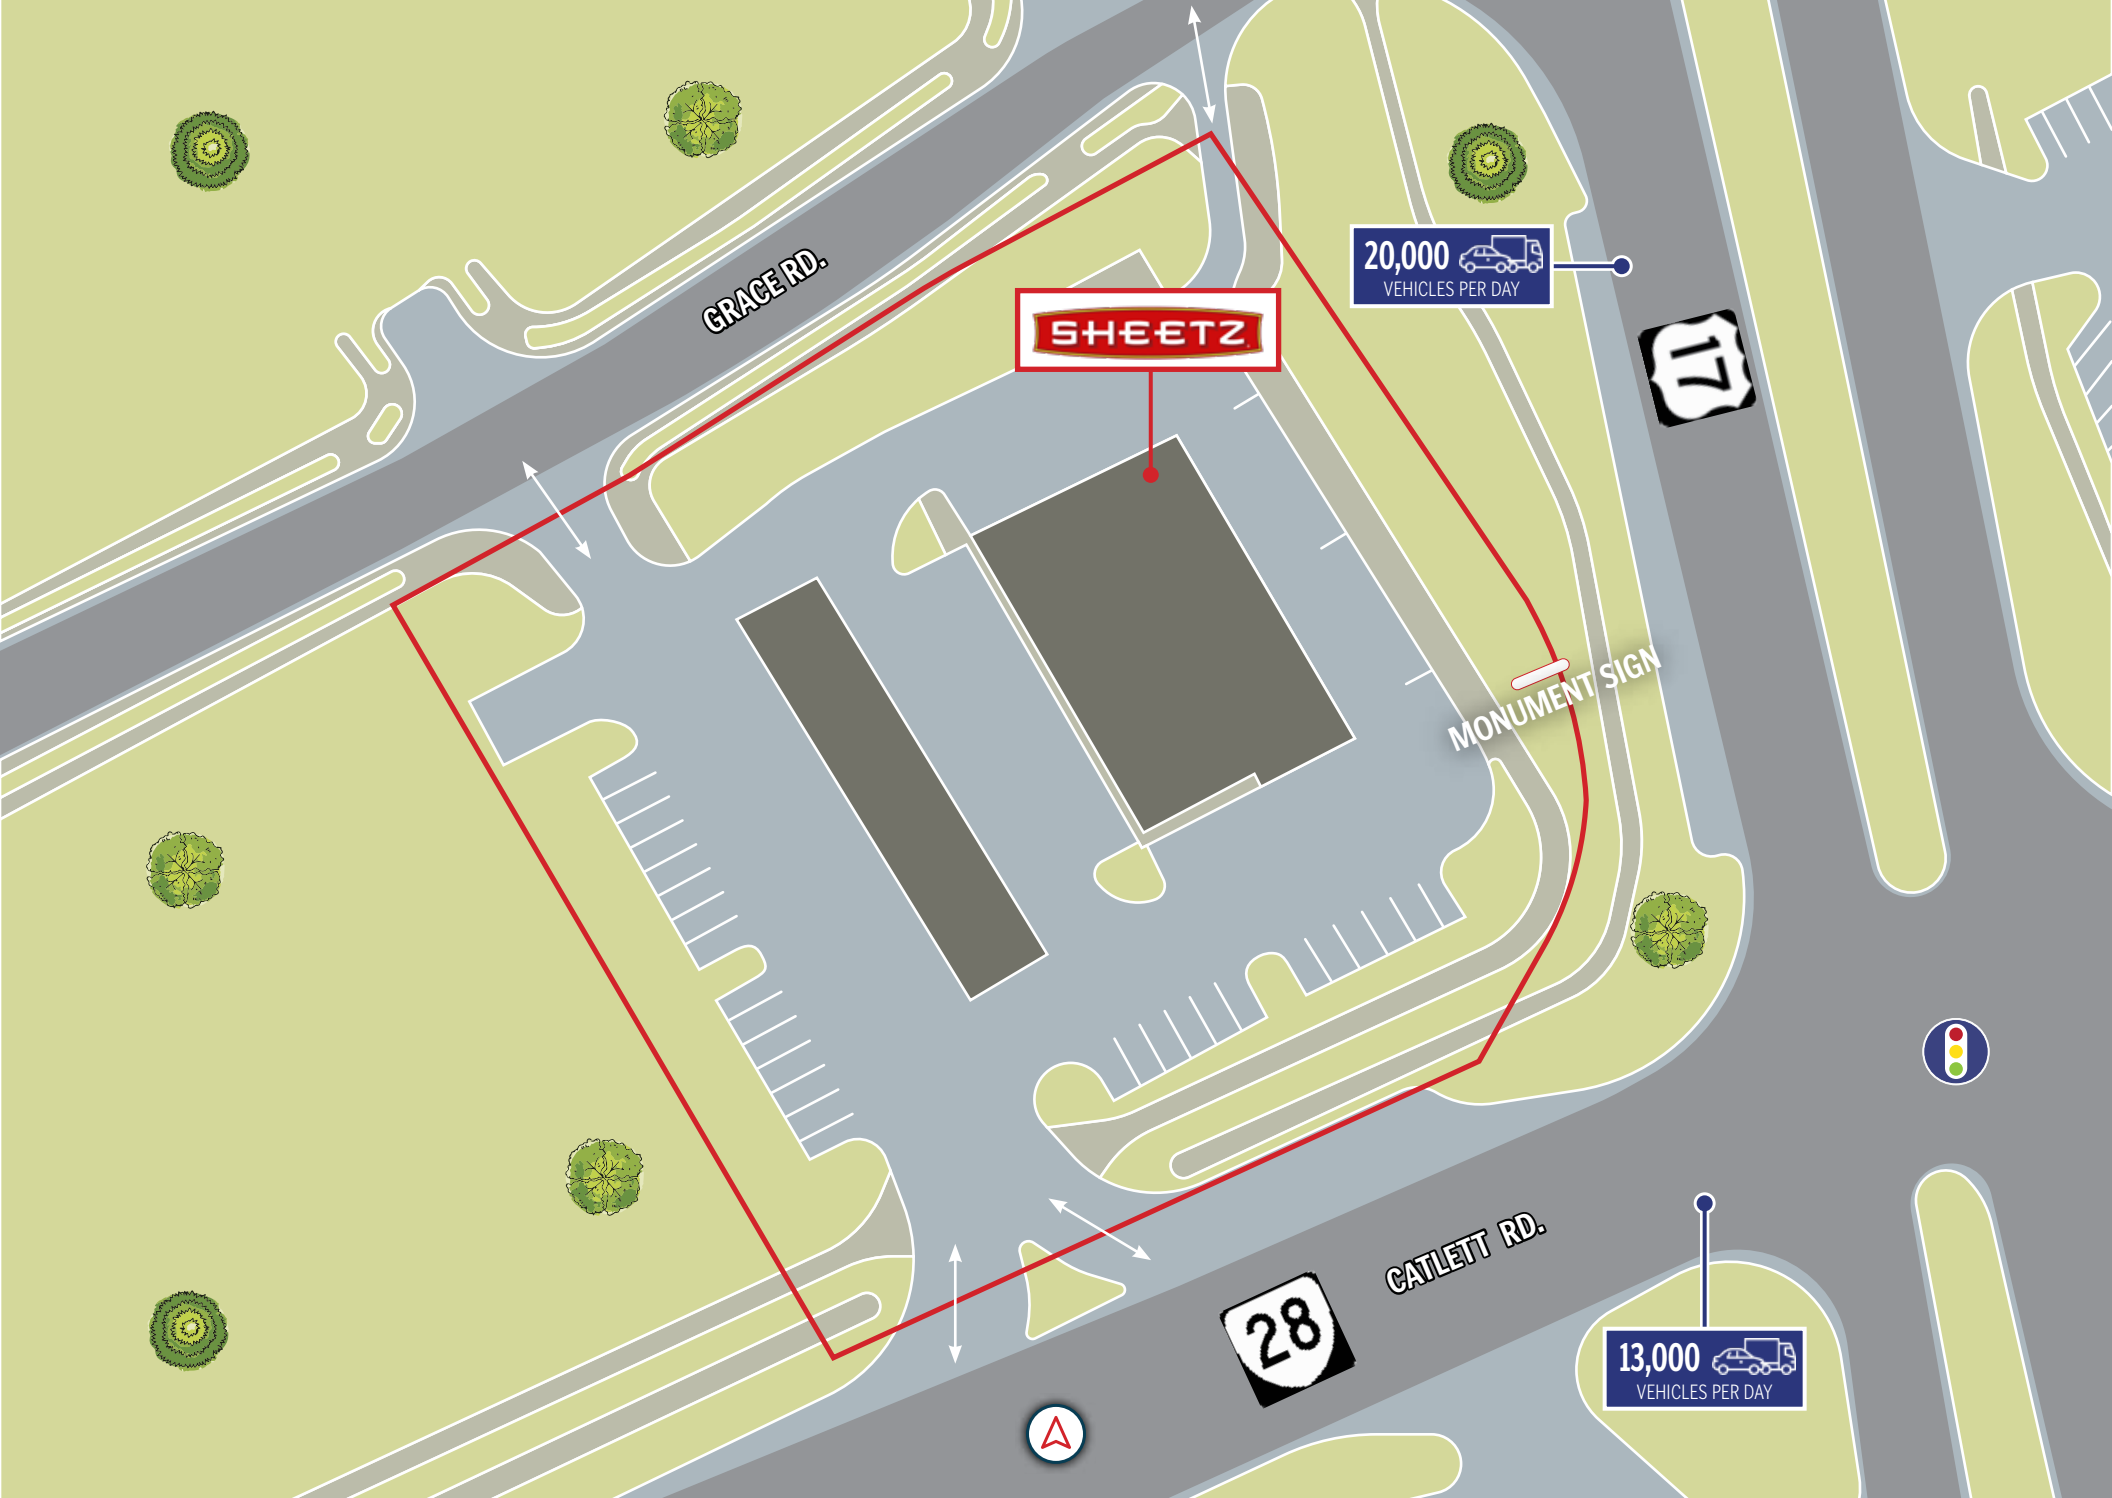 GRACE RD.
20,000
VEHICLES PER DAY
SHEETZ
17
MONUMENT SIGN
CATLETT RD.
28
13,000
VEHICLES PER DAY